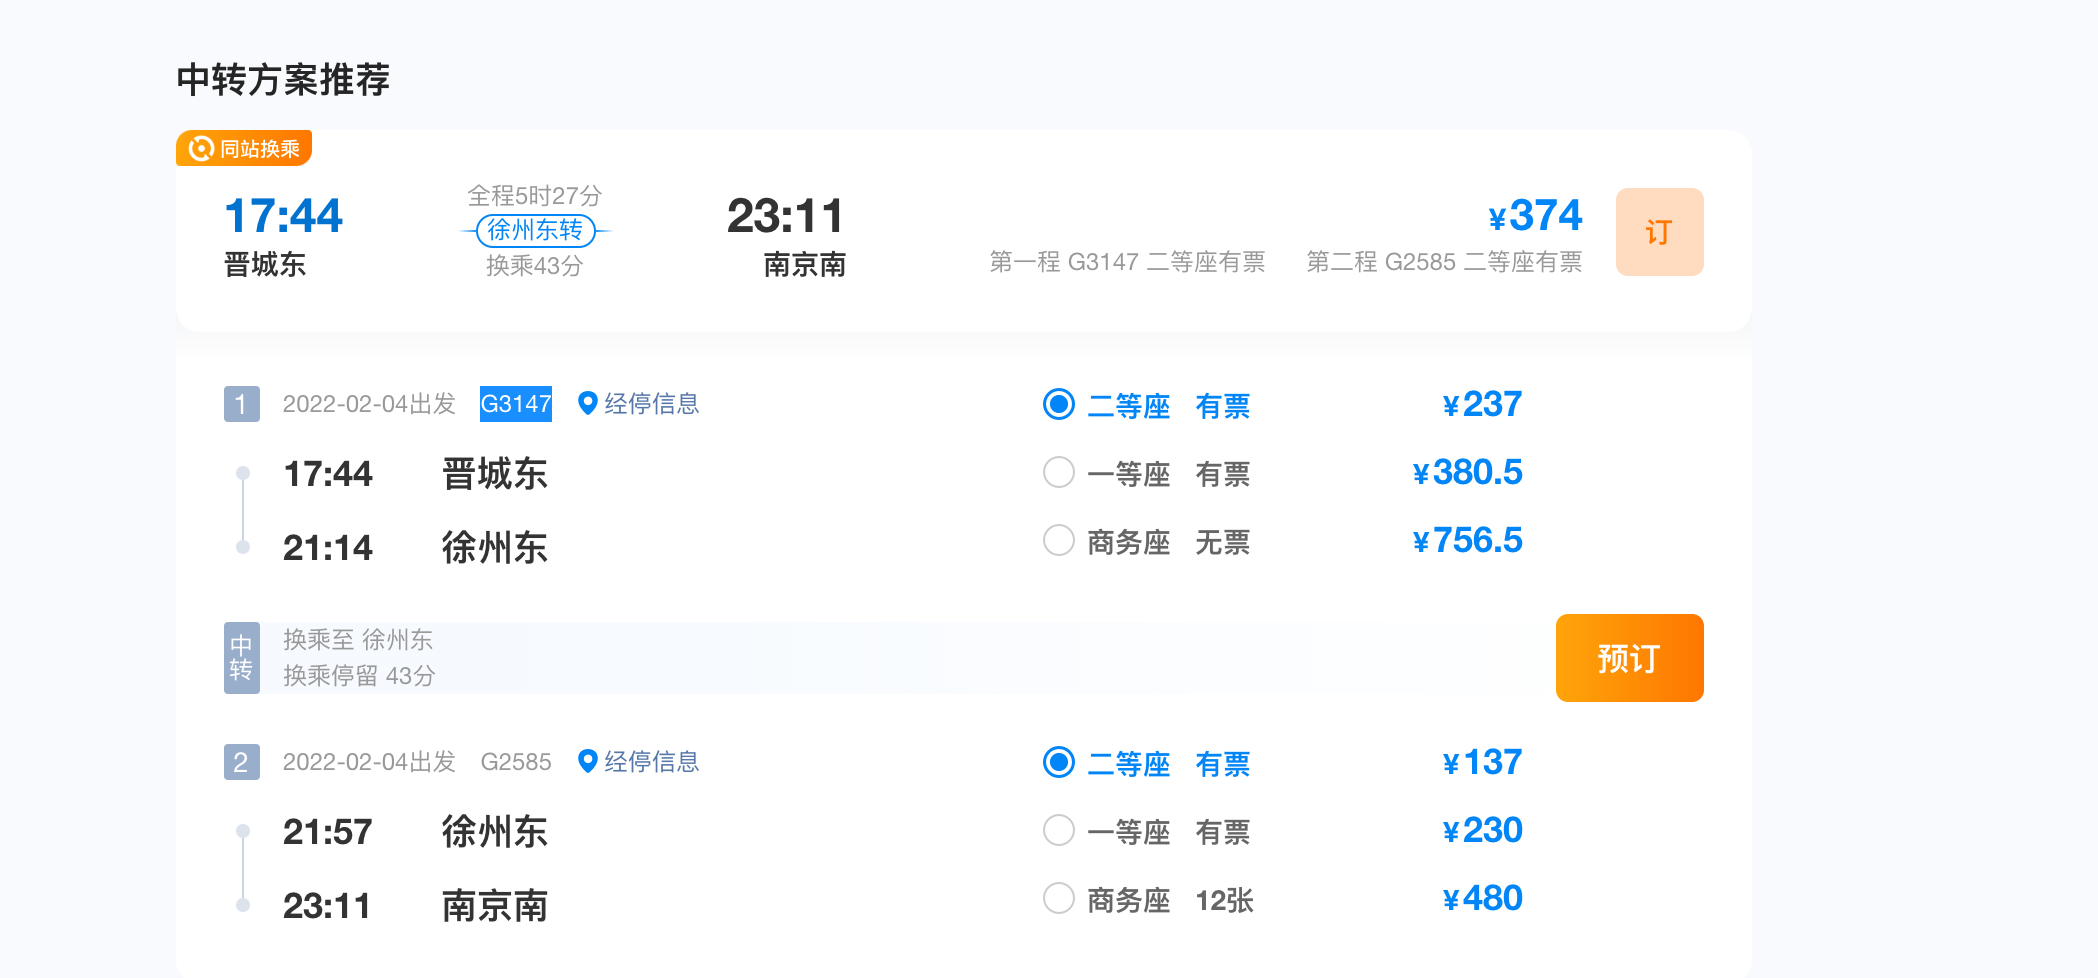 中转方案推荐
同站换乘
17:44
晋城东
全程5时27分
徐州东转
换乘43分
23:11
南京南
¥374
第一程 G3147 二等座有票 第二程 G2585 二等座有票
订
1 2022-02-04出发 G3147 经停信息
17:44 晋城东
21:14 徐州东
二等座 有票 ¥237
一等座 有票 ¥380.5
商务座 无票 ¥756.5
中转
换乘至 徐州东
换乘停留 43分
预订
2 2022-02-04出发 G2585 经停信息
21:57 徐州东
23:11 南京南
二等座 有票 ¥137
一等座 有票 ¥230
商务座 12张 ¥480